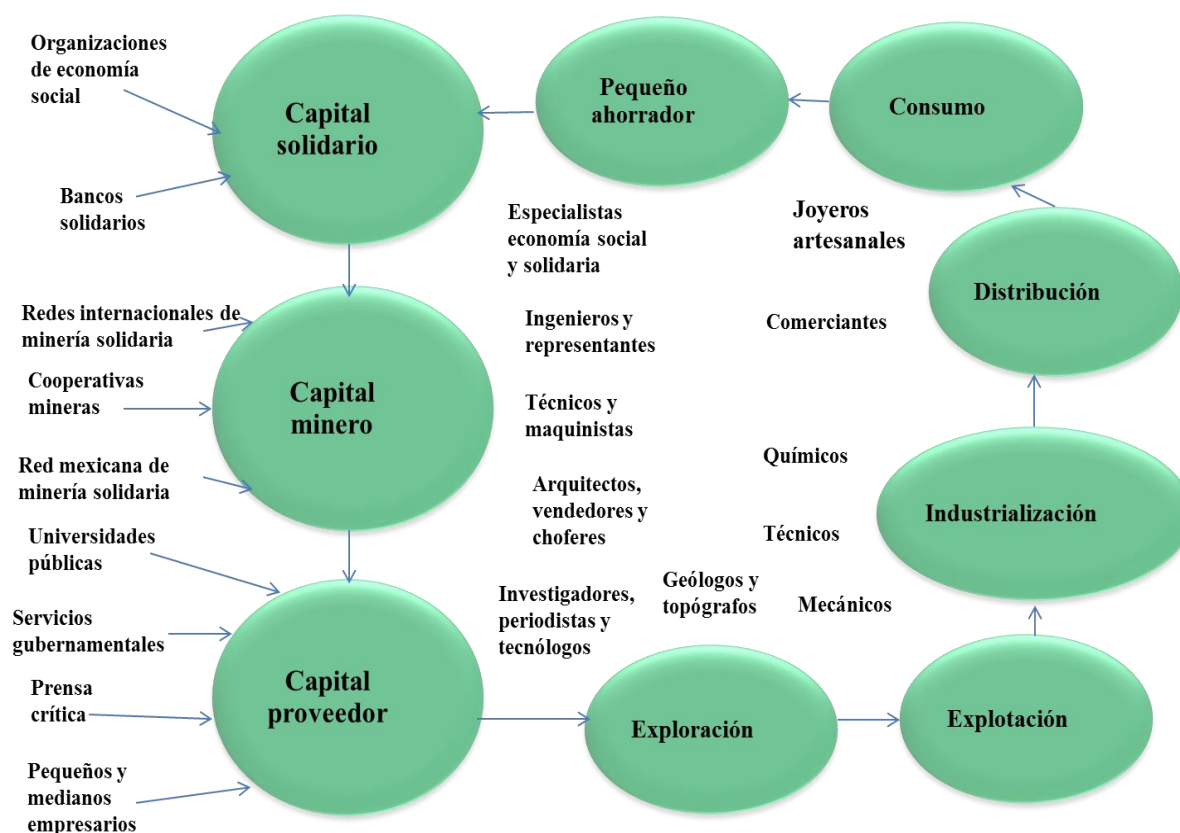 Organizaciones
de economía
social
Capital
solidario
Pequeño
ahorrador
Consumo
Bancos
solidarios
Especialistas
economía social
y solidaria
Joyeros
artesanales
Distribución
Redes internacionales de
minería solidaria
Ingenieros y
representantes
Comerciantes
Cooperativas
mineras
Capital
minero
Técnicos y
maquinistas
Red mexicana de
minería solidaria
Químicos
Arquitectos,
vendedores y
choferes
Industrialización
Universidades
públicas
Técnicos
Geólogos y
topógrafos
Investigadores,
periodistas y
tecnólogos
Mecánicos
Servicios
gubernamentales
Prensa
crítica
Capital
proveedor
Exploración
Explotación
Pequeños y
medianos
empresarios